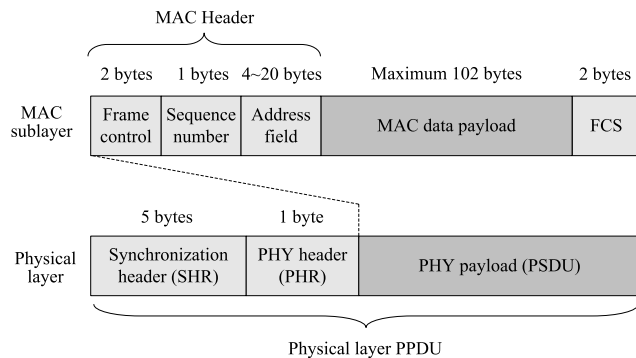 MAC Header
2 bytes 1 byte 4~20 bytes Maximum 102 bytes 2 bytes
MAC
sublayer
Frame
control
Sequence
number
Address
field
MAC data payload
FCS
5 bytes 1 byte
Physical
layer
Synchronization
header (SHR)
PHY header
(PHR)
PHY payload (PSDU)
Physical layer PPDU